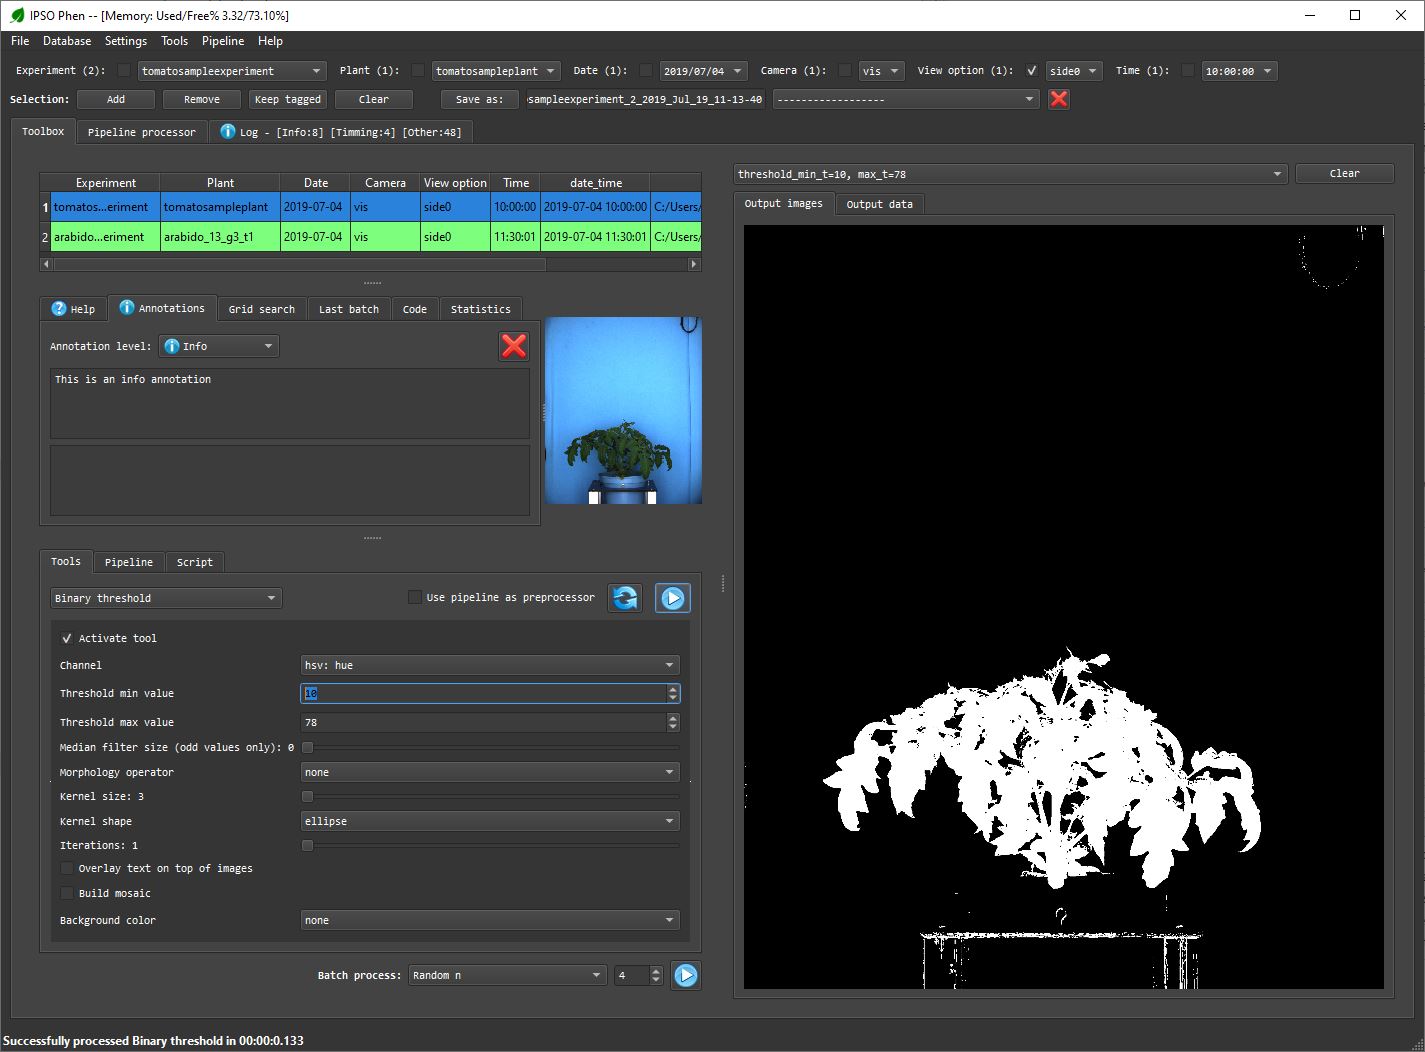 IPSO Phen -- [Memory: Used/Free% 3.32/73.10%]
File Database Settings Tools Pipeline Help
Experiment (2): tomatosampleexperiment Plant (1): tomatosampleplant Date (1): 2019/07/04 Camera (1): vis View option (1): side0 Time (1): 10:00:00
Selection: Add Remove Keep tagged Clear Save as: sampleexperiment_2_2019_Jul_19_11-13-40 ------------------
Toolbox Pipeline processor Log - [Info:8] [Timming:4] [Other:48]
threshold_min_t=10, max_t=78 Clear
Output images Output data
Experiment Plant Date Camera View option Time date_time
1 tomatos...eriment tomatosampleplant 2019-07-04 vis side0 10:00:00 2019-07-04 10:00:00 C:/Users/
2 arabido...eriment arabido_13_g3_t1 2019-07-04 vis side0 11:30:01 2019-07-04 11:30:01 C:/Users/
Help Annotations Grid search Last batch Code Statistics
Annotation level: Info
This is an info annotation
Tools Pipeline Script
Binary threshold Use pipeline as preprocessor
Activate tool
Channel hsv: hue
Threshold min value 10
Threshold max value 78
Median filter size (odd values only): 0
Morphology operator none
Kernel size: 3
Kernel shape ellipse
Iterations: 1
Overlay text on top of images
Build mosaic
Background color none
Batch process: Random n 4
Successfully processed Binary threshold in 00:00:0.133